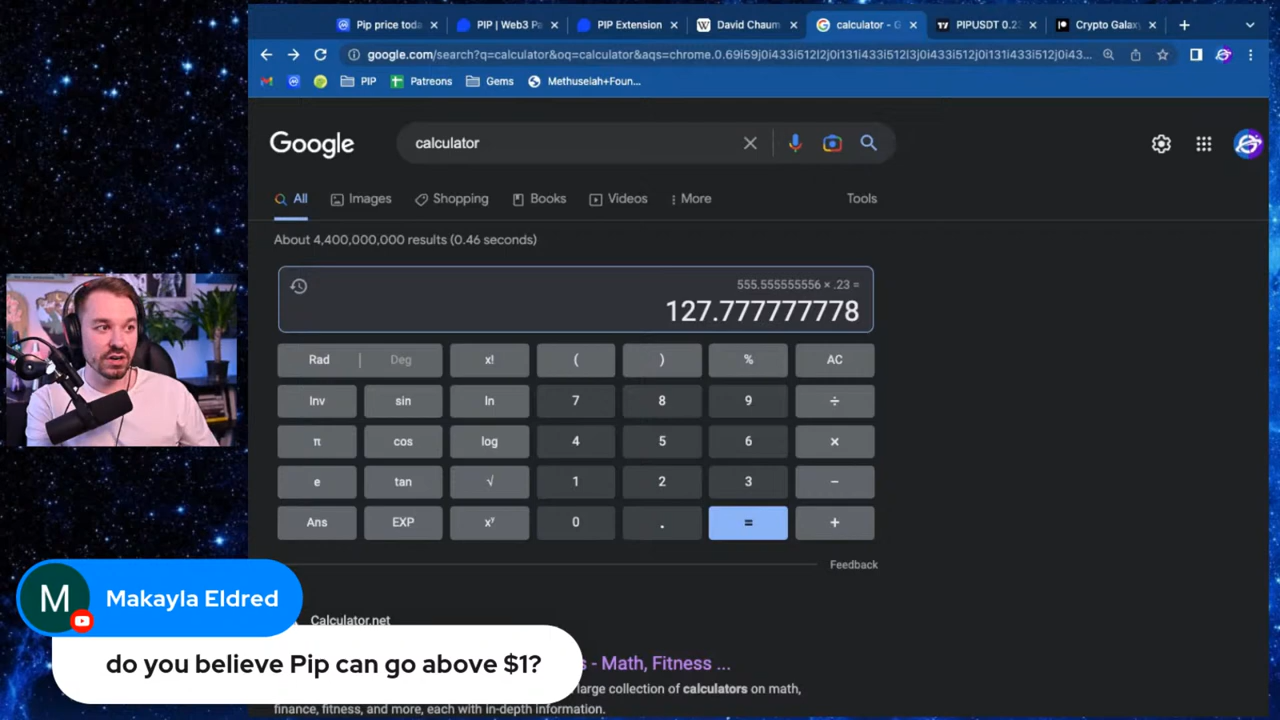 Pip price toda
PIP | Web3 Pa
PIP Extension
W David Chaum
calculator - G
PIPUSDT 0.2
Crypto Galax
google.com/search?q=calculator&oq=calculator&aqs=chrome.0.69i59j0i433i512l2j0i131i433i512l3j0i433i512j0i131i433i512j0i43...
PIP
Patreons
Gems
Methuselah+Foun...
Google
calculator
All
Images
Shopping
Books
Videos
More
Tools
About 4,400,000,000 results (0.46 seconds)
555.555555556 × .23 =
127.777777778
Rad | Deg x! ( ) % AC
Inv sin ln 7 8 9 ÷
π cos log 4 5 6 ×
e tan √ 1 2 3 −
Ans EXP xʸ 0 . = +
Feedback
Calculator.net
s - Math, Fitness ...
large collection of calculators on math,
finance, fitness, and more, each with in-depth information.
M
Makayla Eldred
do you believe Pip can go above $1?